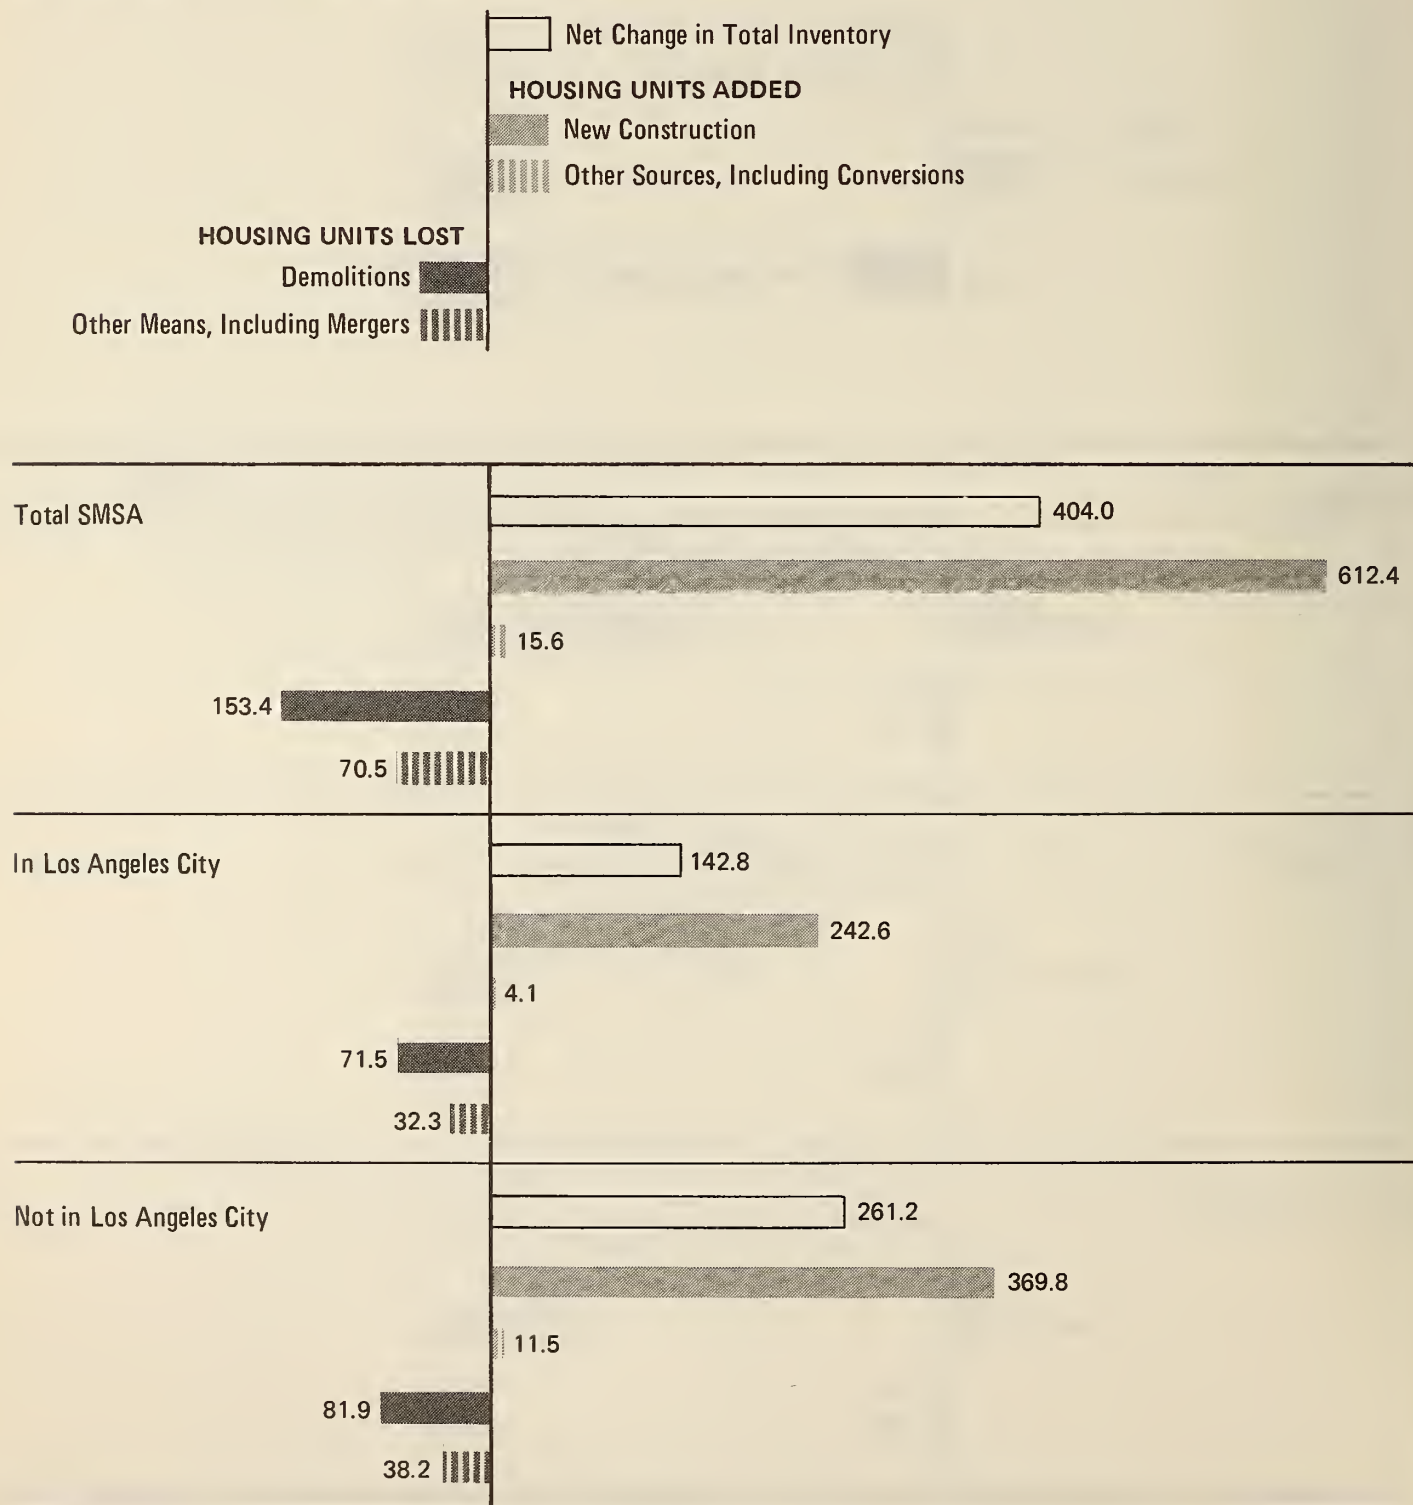 Net Change in Total Inventory
HOUSING UNITS ADDED
New Construction
Other Sources, Including Conversions
HOUSING UNITS LOST
Demolitions
Other Means, Including Mergers
Total SMSA
404.0
612.4
15.6
153.4
70.5
In Los Angeles City
142.8
242.6
4.1
71.5
32.3
Not in Los Angeles City
261.2
369.8
11.5
81.9
38.2